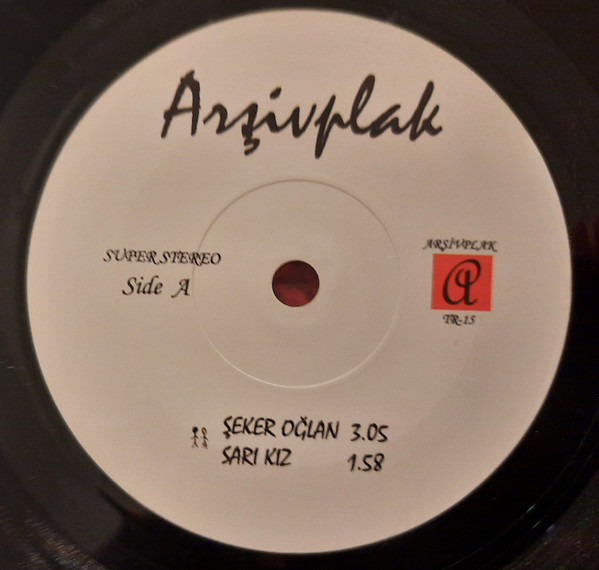 Arşivplak
SUPER STEREO
Side A
ARŞİVPLAK
TR-15
ŞEKER OĞLAN 3.05
SARI KIZ 1.58